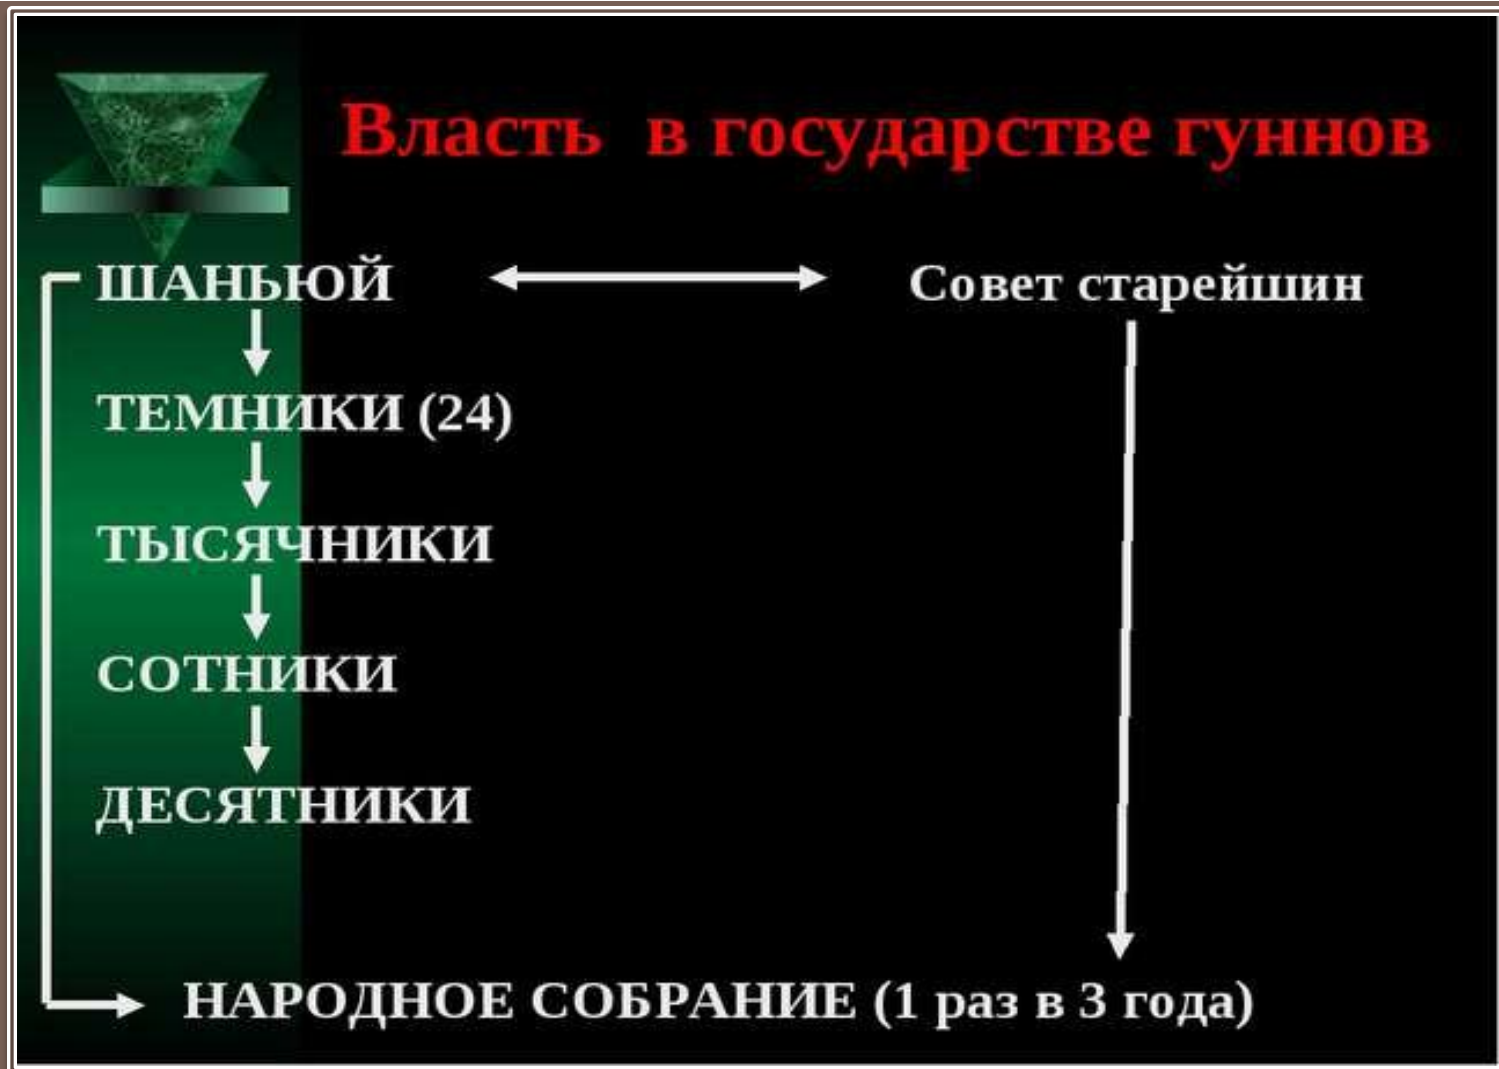 Власть в государстве гуннов
ШАНЬЮЙ Совет старейшин
ТЕМНИКИ (24)
ТЫСЯЧНИКИ
СОТНИКИ
ДЕСЯТНИКИ
НАРОДНОЕ СОБРАНИЕ (1 раз в 3 года)